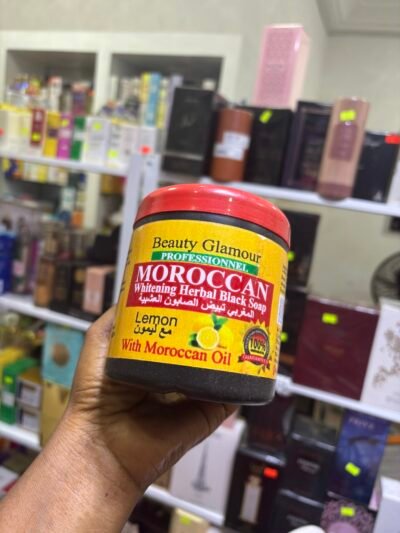 Beauty Glamour
PROFESSIONNEL
MOROCCAN
Whitening Herbal Black Soap
المغربي تبييض الصابون العشبية
Lemon
مع ليمون
100%
With Moroccan Oil